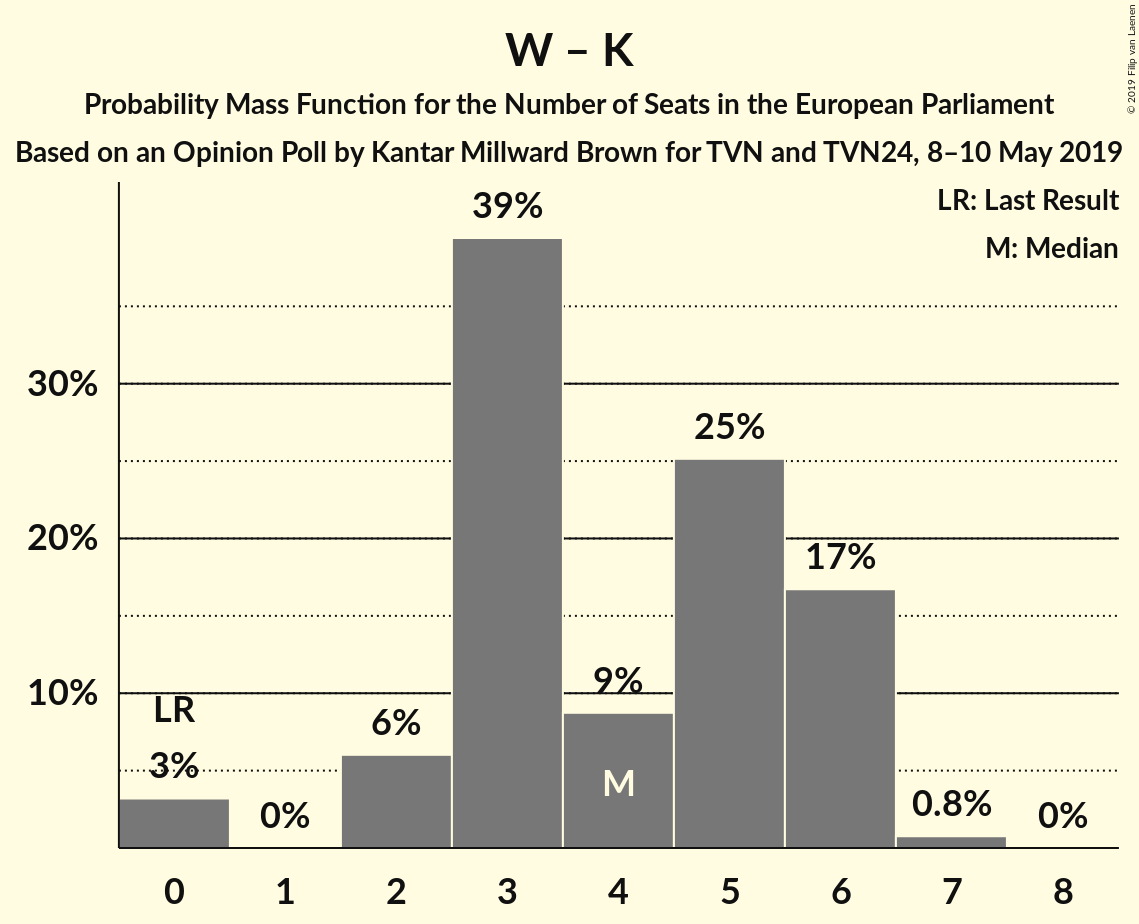 W – K
Probability Mass Function for the Number of Seats in the European Parliament
Based on an Opinion Poll by Kantar Millward Brown for TVN and TVN24, 8–10 May 2019
© 2019 Filip van Laenen
LR: Last Result
M: Median
39%
30%
25%
20%
17%
10%
9%
LR
6%
3%
M
0%
0.8%
0%
0 1 2 3 4 5 6 7 8